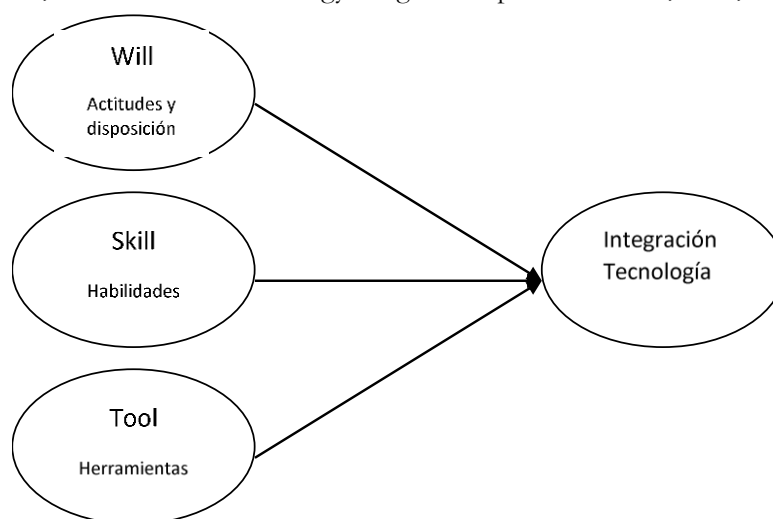 Will
Actitudes y
disposición
Skill
Habilidades
Tool
Herramientas
Integración
Tecnología